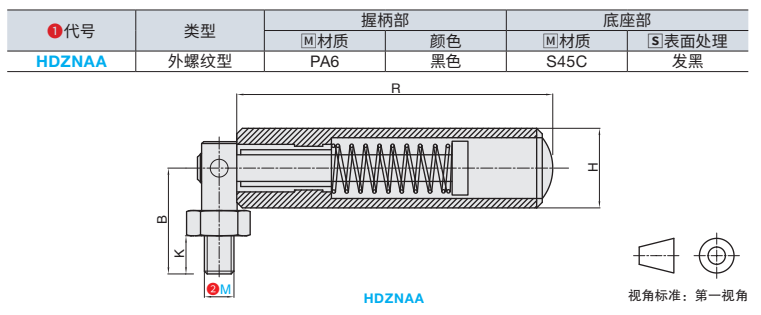 ❶代号 类型 握柄部 底座部
M材质 颜色 M材质 S表面处理
HDZNAA 外螺纹型 PA6 黑色 S45C 发黑
R
H
B
K
❷M
HDZNAA
视角标准：第一视角